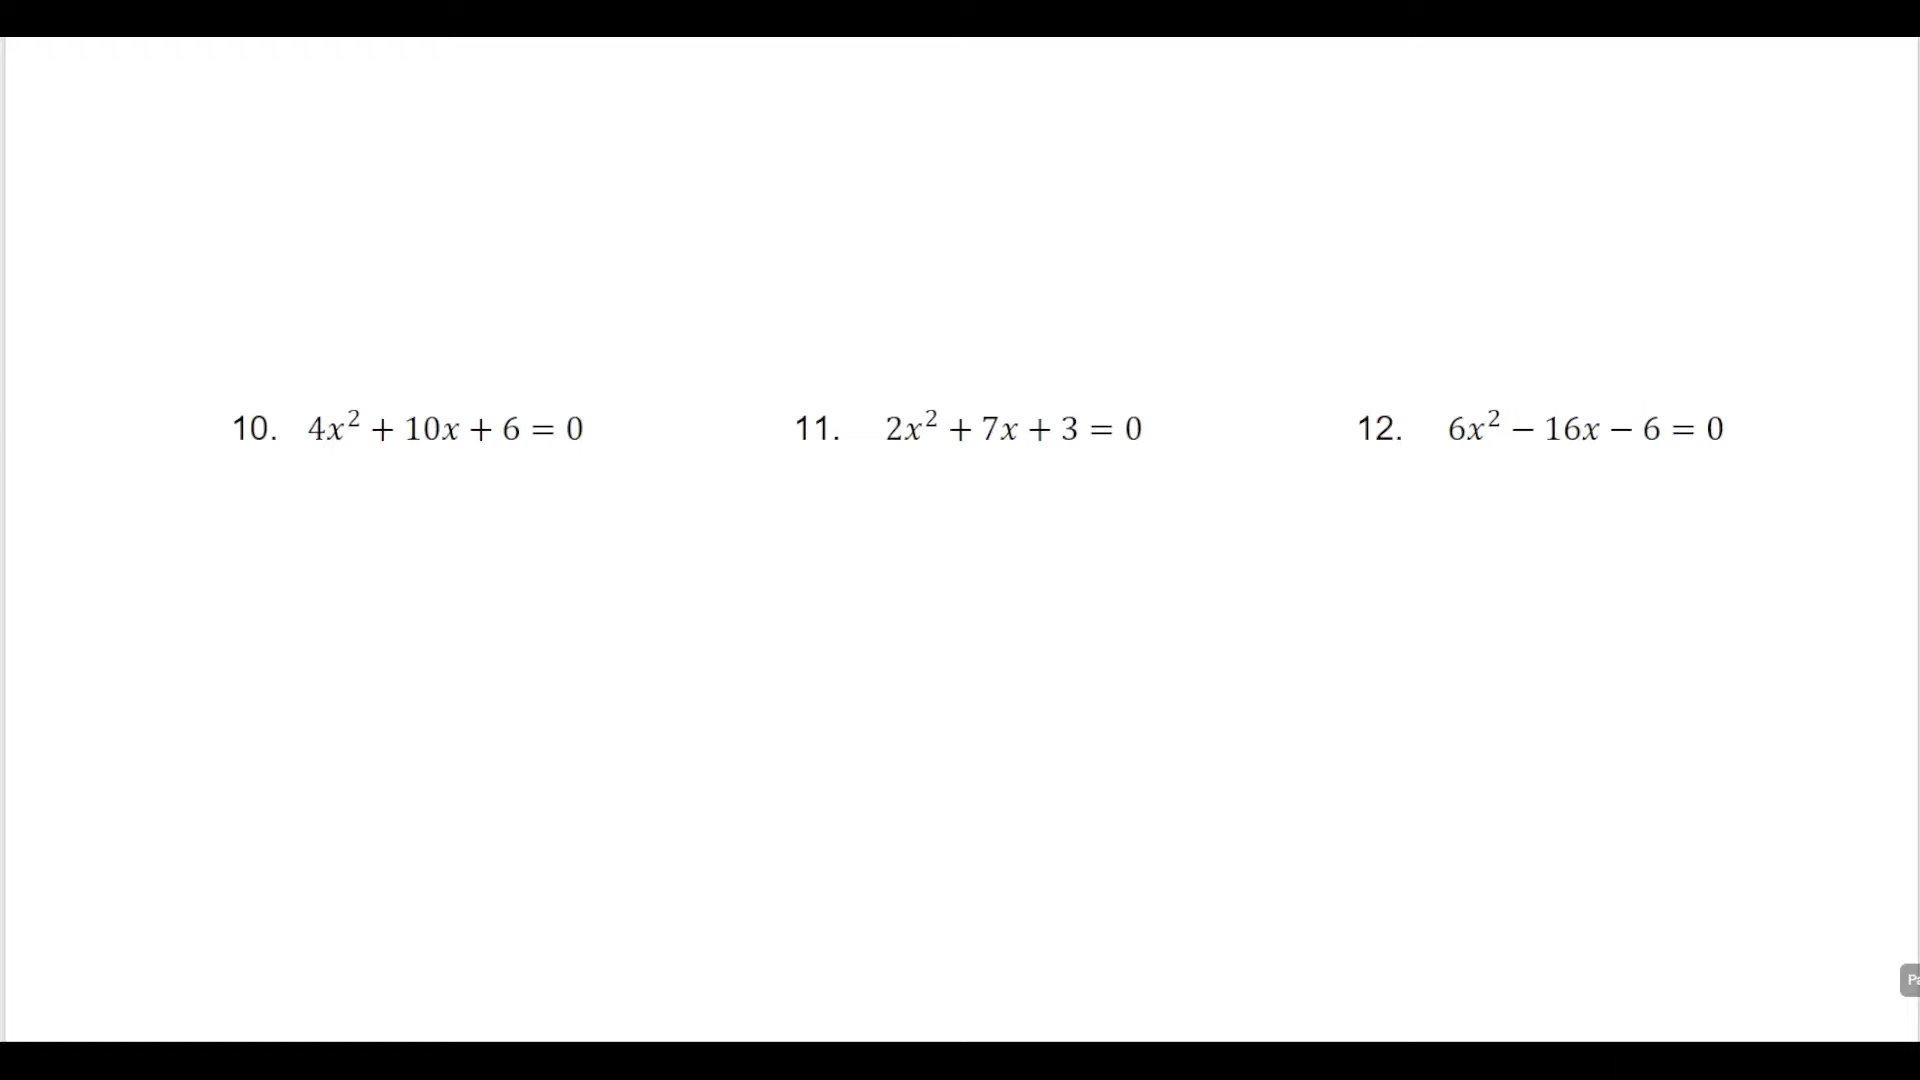 10. 4x² + 10x + 6 = 0
11. 2x² + 7x + 3 = 0
12. 6x² − 16x − 6 = 0